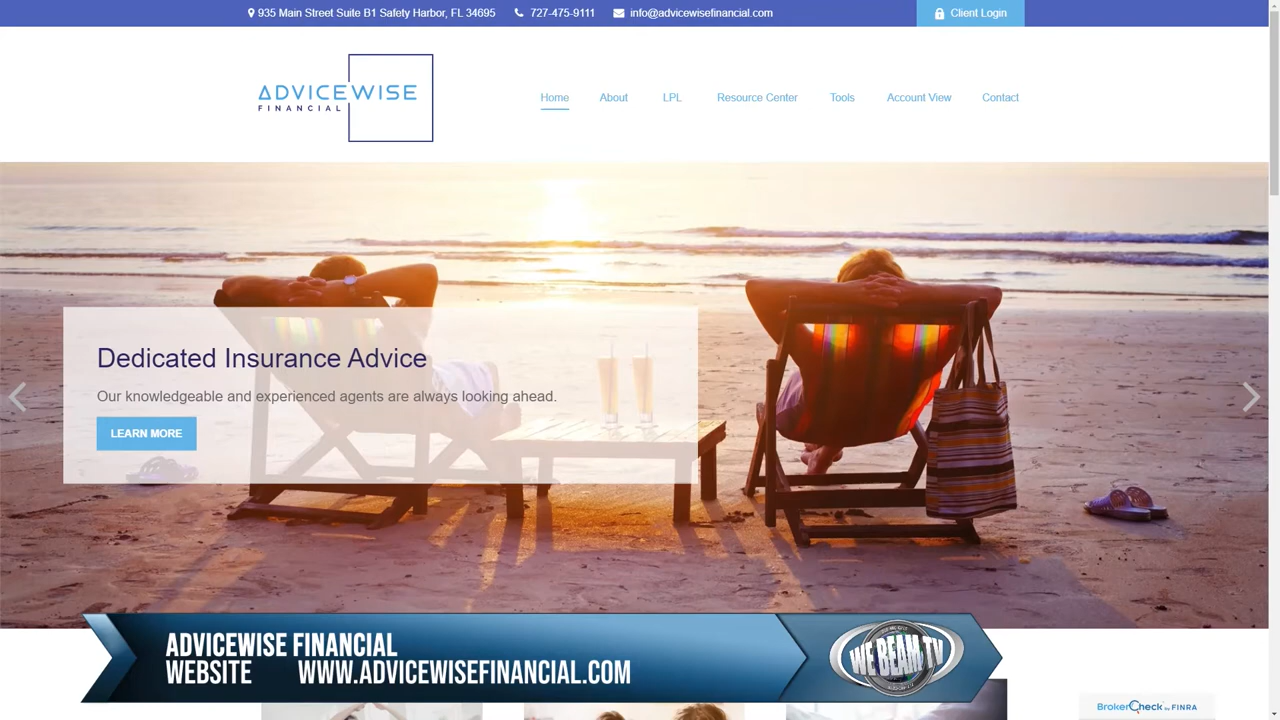 935 Main Street Suite B1 Safety Harbor, FL 34695 727-475-9111 info@advicewisefinancial.com Client Login
ADVICEWISE
FINANCIAL
Home About LPL Resource Center Tools Account View Contact
Dedicated Insurance Advice
Our knowledgeable and experienced agents are always looking ahead.
LEARN MORE
ADVICEWISE FINANCIAL
WEBSITE WWW.ADVICEWISEFINANCIAL.COM
WE BEAM TV
BrokerCheck by FINRA